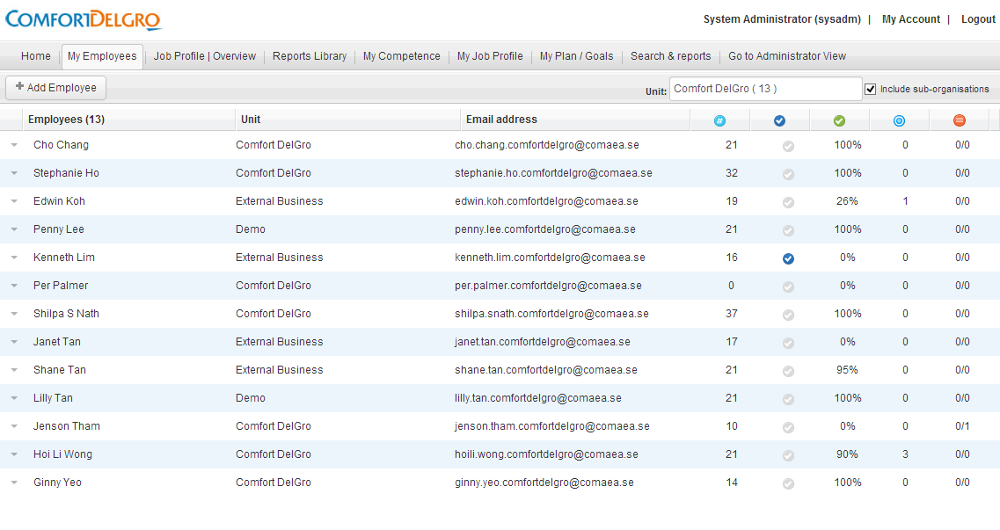 COMFORTDELGRO
System Administrator (sysadm) | My Account | Logout
Home | My Employees | Job Profile | Overview | Reports Library | My Competence | My Job Profile | My Plan / Goals | Search & reports | Go to Administrator View
+ Add Employee Unit: Comfort DelGro ( 13 ) Include sub-organisations
Employees (13) Unit Email address #
Cho Chang Comfort DelGro cho.chang.comfortdelgro@comaea.se 21 100% 0 0/0
Stephanie Ho Comfort DelGro stephanie.ho.comfortdelgro@comaea.se 32 100% 0 0/0
Edwin Koh External Business edwin.koh.comfortdelgro@comaea.se 19 26% 1 0/0
Penny Lee Demo penny.lee.comfortdelgro@comaea.se 21 100% 0 0/0
Kenneth Lim External Business kenneth.lim.comfortdelgro@comaea.se 16 0% 0 0/0
Per Palmer Comfort DelGro per.palmer.comfortdelgro@comaea.se 0 0% 0 0/0
Shilpa S Nath Comfort DelGro shilpa.snath.comfortdelgro@comaea.se 37 100% 0 0/0
Janet Tan External Business janet.tan.comfortdelgro@comaea.se 17 0% 0 0/0
Shane Tan External Business shane.tan.comfortdelgro@comaea.se 21 95% 0 0/0
Lilly Tan Demo lilly.tan.comfortdelgro@comaea.se 21 100% 0 0/0
Jenson Tham Comfort DelGro jenson.tham.comfortdelgro@comaea.se 10 0% 0 0/1
Hoi Li Wong Comfort DelGro hoili.wong.comfortdelgro@comaea.se 21 90% 3 0/0
Ginny Yeo Comfort DelGro ginny.yeo.comfortdelgro@comaea.se 14 100% 0 0/0